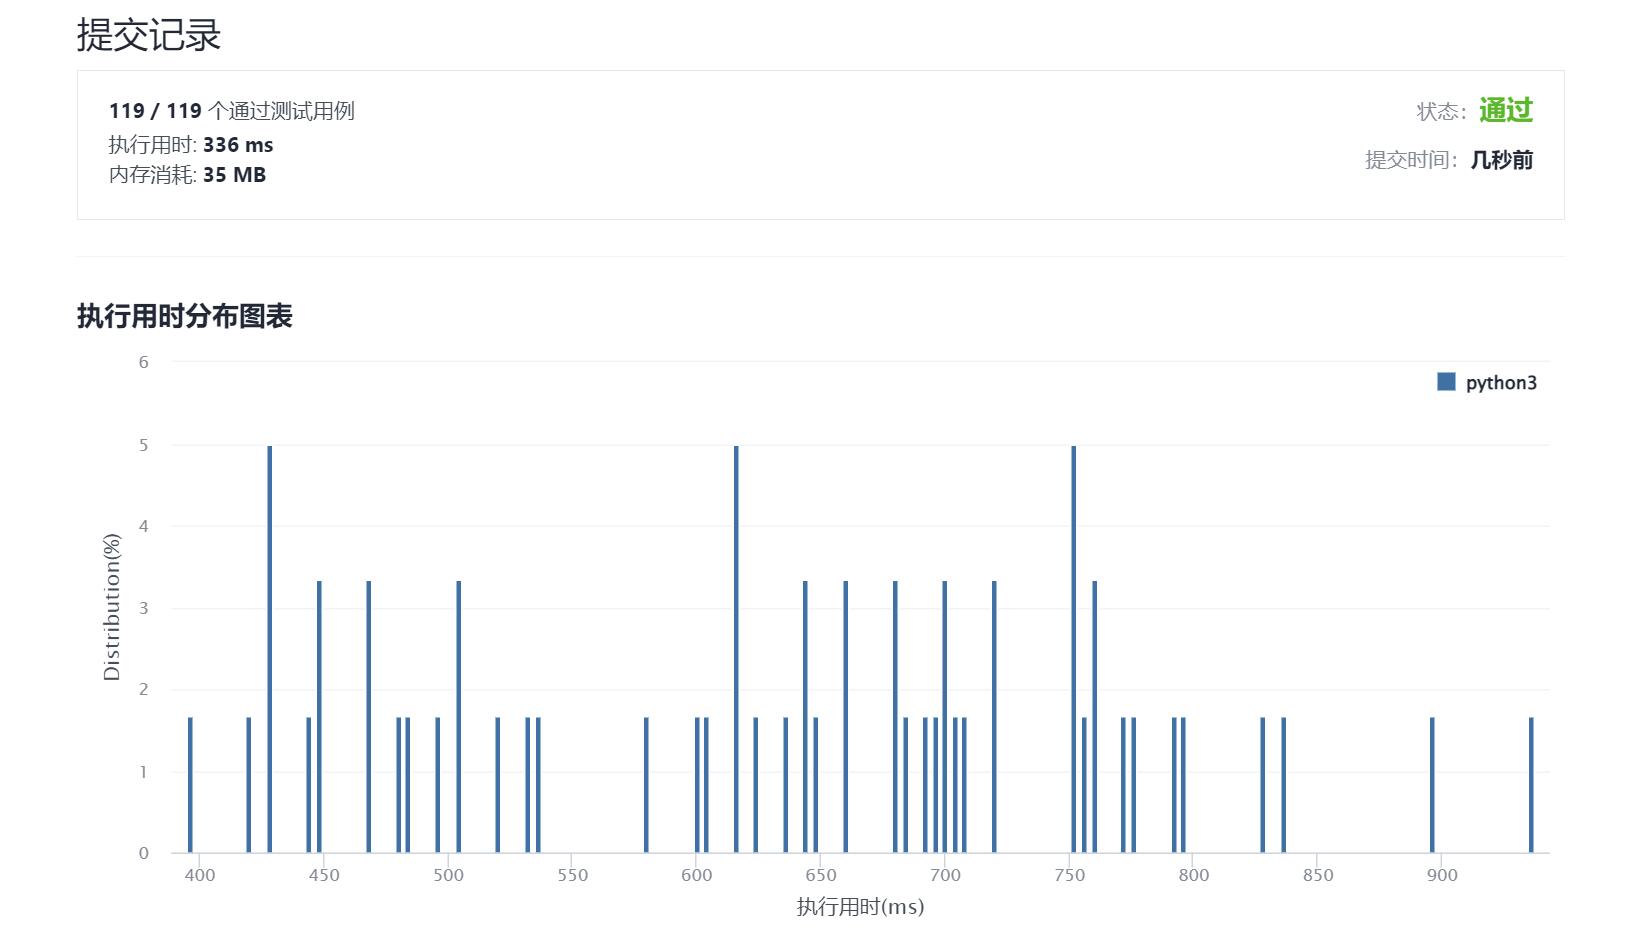 提交记录
119 / 119 个通过测试用例
状态：通过
执行用时: 336 ms
提交时间：几秒前
内存消耗: 35 MB
执行用时分布图表
python3
6
5
4
3
2
1
0
Distribution(%)
400 450 500 550 600 650 700 750 800 850 900
执行用时(ms)